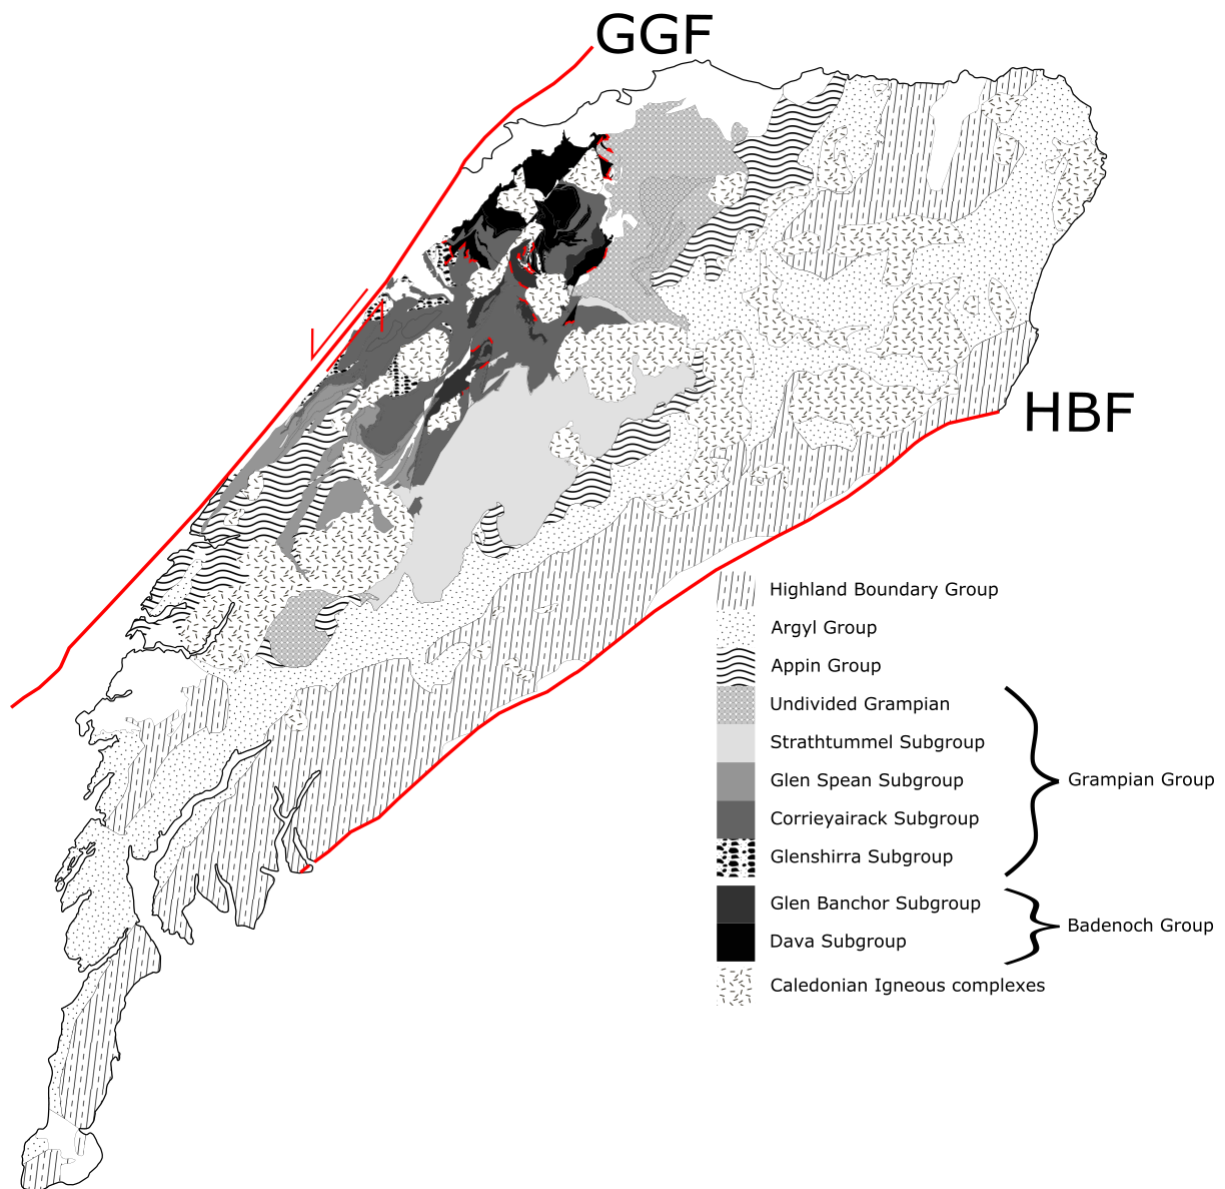 GGF
HBF
Highland Boundary Group
Argyl Group
Appin Group
Undivided Grampian
Strathtummel Subgroup
Glen Spean Subgroup
Grampian Group
Corrieyairack Subgroup
Glenshirra Subgroup
Glen Banchor Subgroup
Badenoch Group
Dava Subgroup
Caledonian Igneous complexes